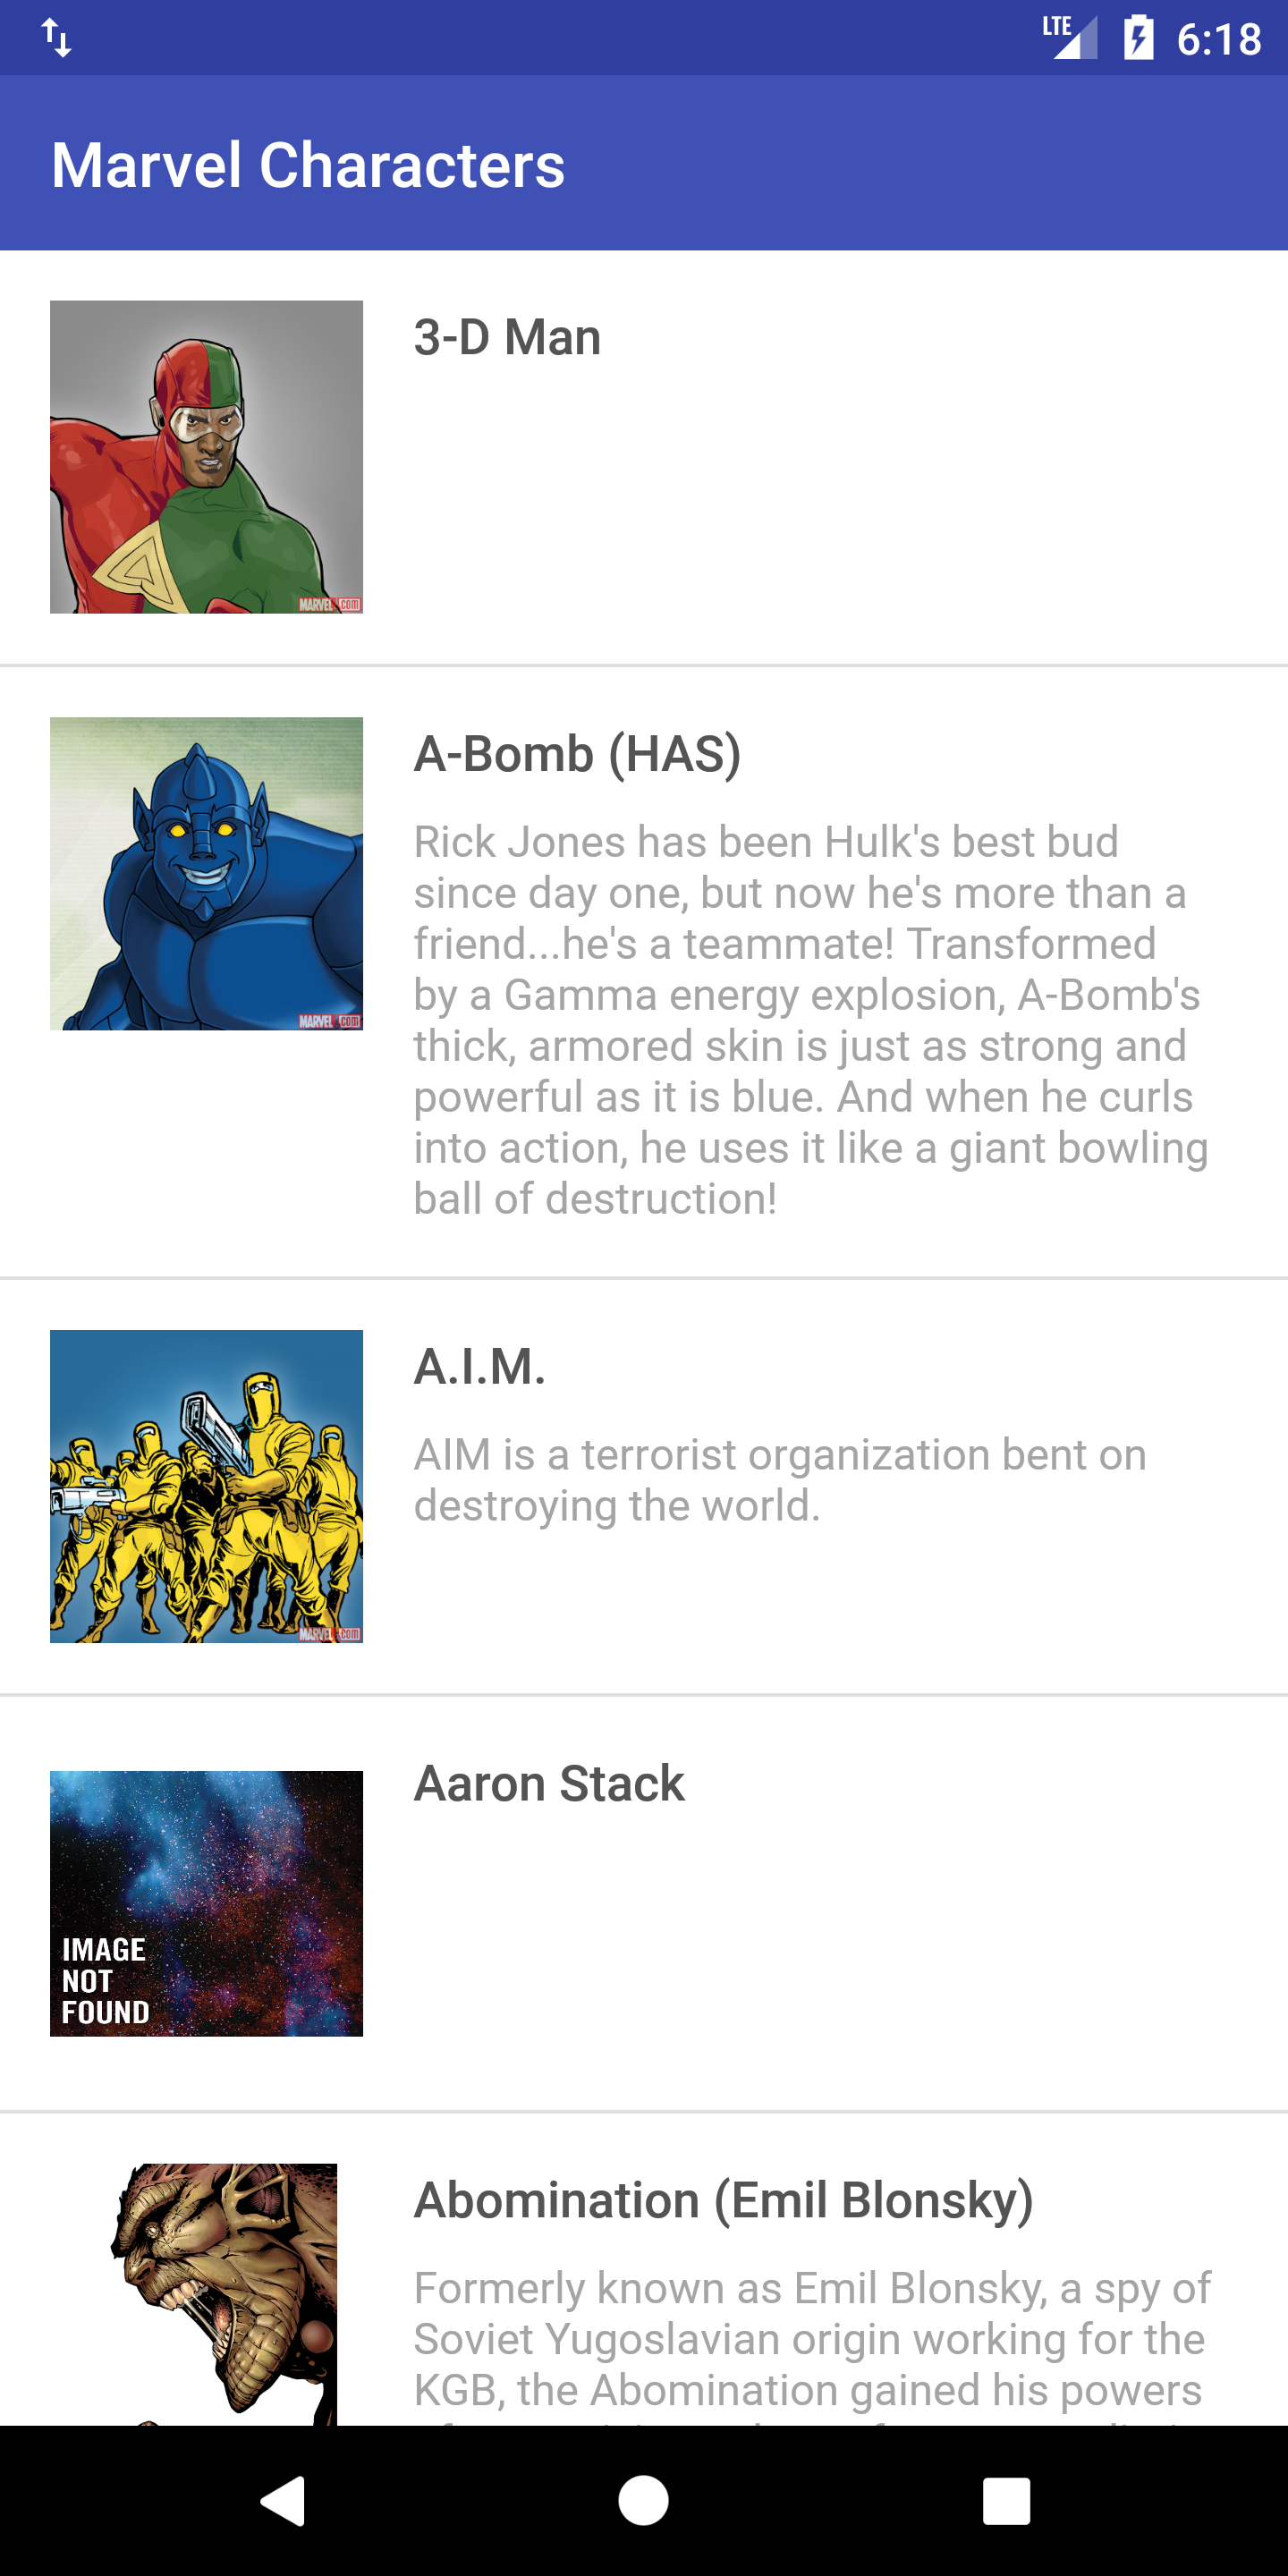 LTE 6:18
Marvel Characters
3-D Man
MARVEL.com
A-Bomb (HAS)
Rick Jones has been Hulk's best bud
since day one, but now he's more than a
friend...he's a teammate! Transformed
by a Gamma energy explosion, A-Bomb's
thick, armored skin is just as strong and
powerful as it is blue. And when he curls
into action, he uses it like a giant bowling
ball of destruction!
MARVEL.com
A.I.M.
AIM is a terrorist organization bent on
destroying the world.
MARVEL.com
Aaron Stack
IMAGE
NOT
FOUND
Abomination (Emil Blonsky)
Formerly known as Emil Blonsky, a spy of
Soviet Yugoslavian origin working for the
KGB, the Abomination gained his powers